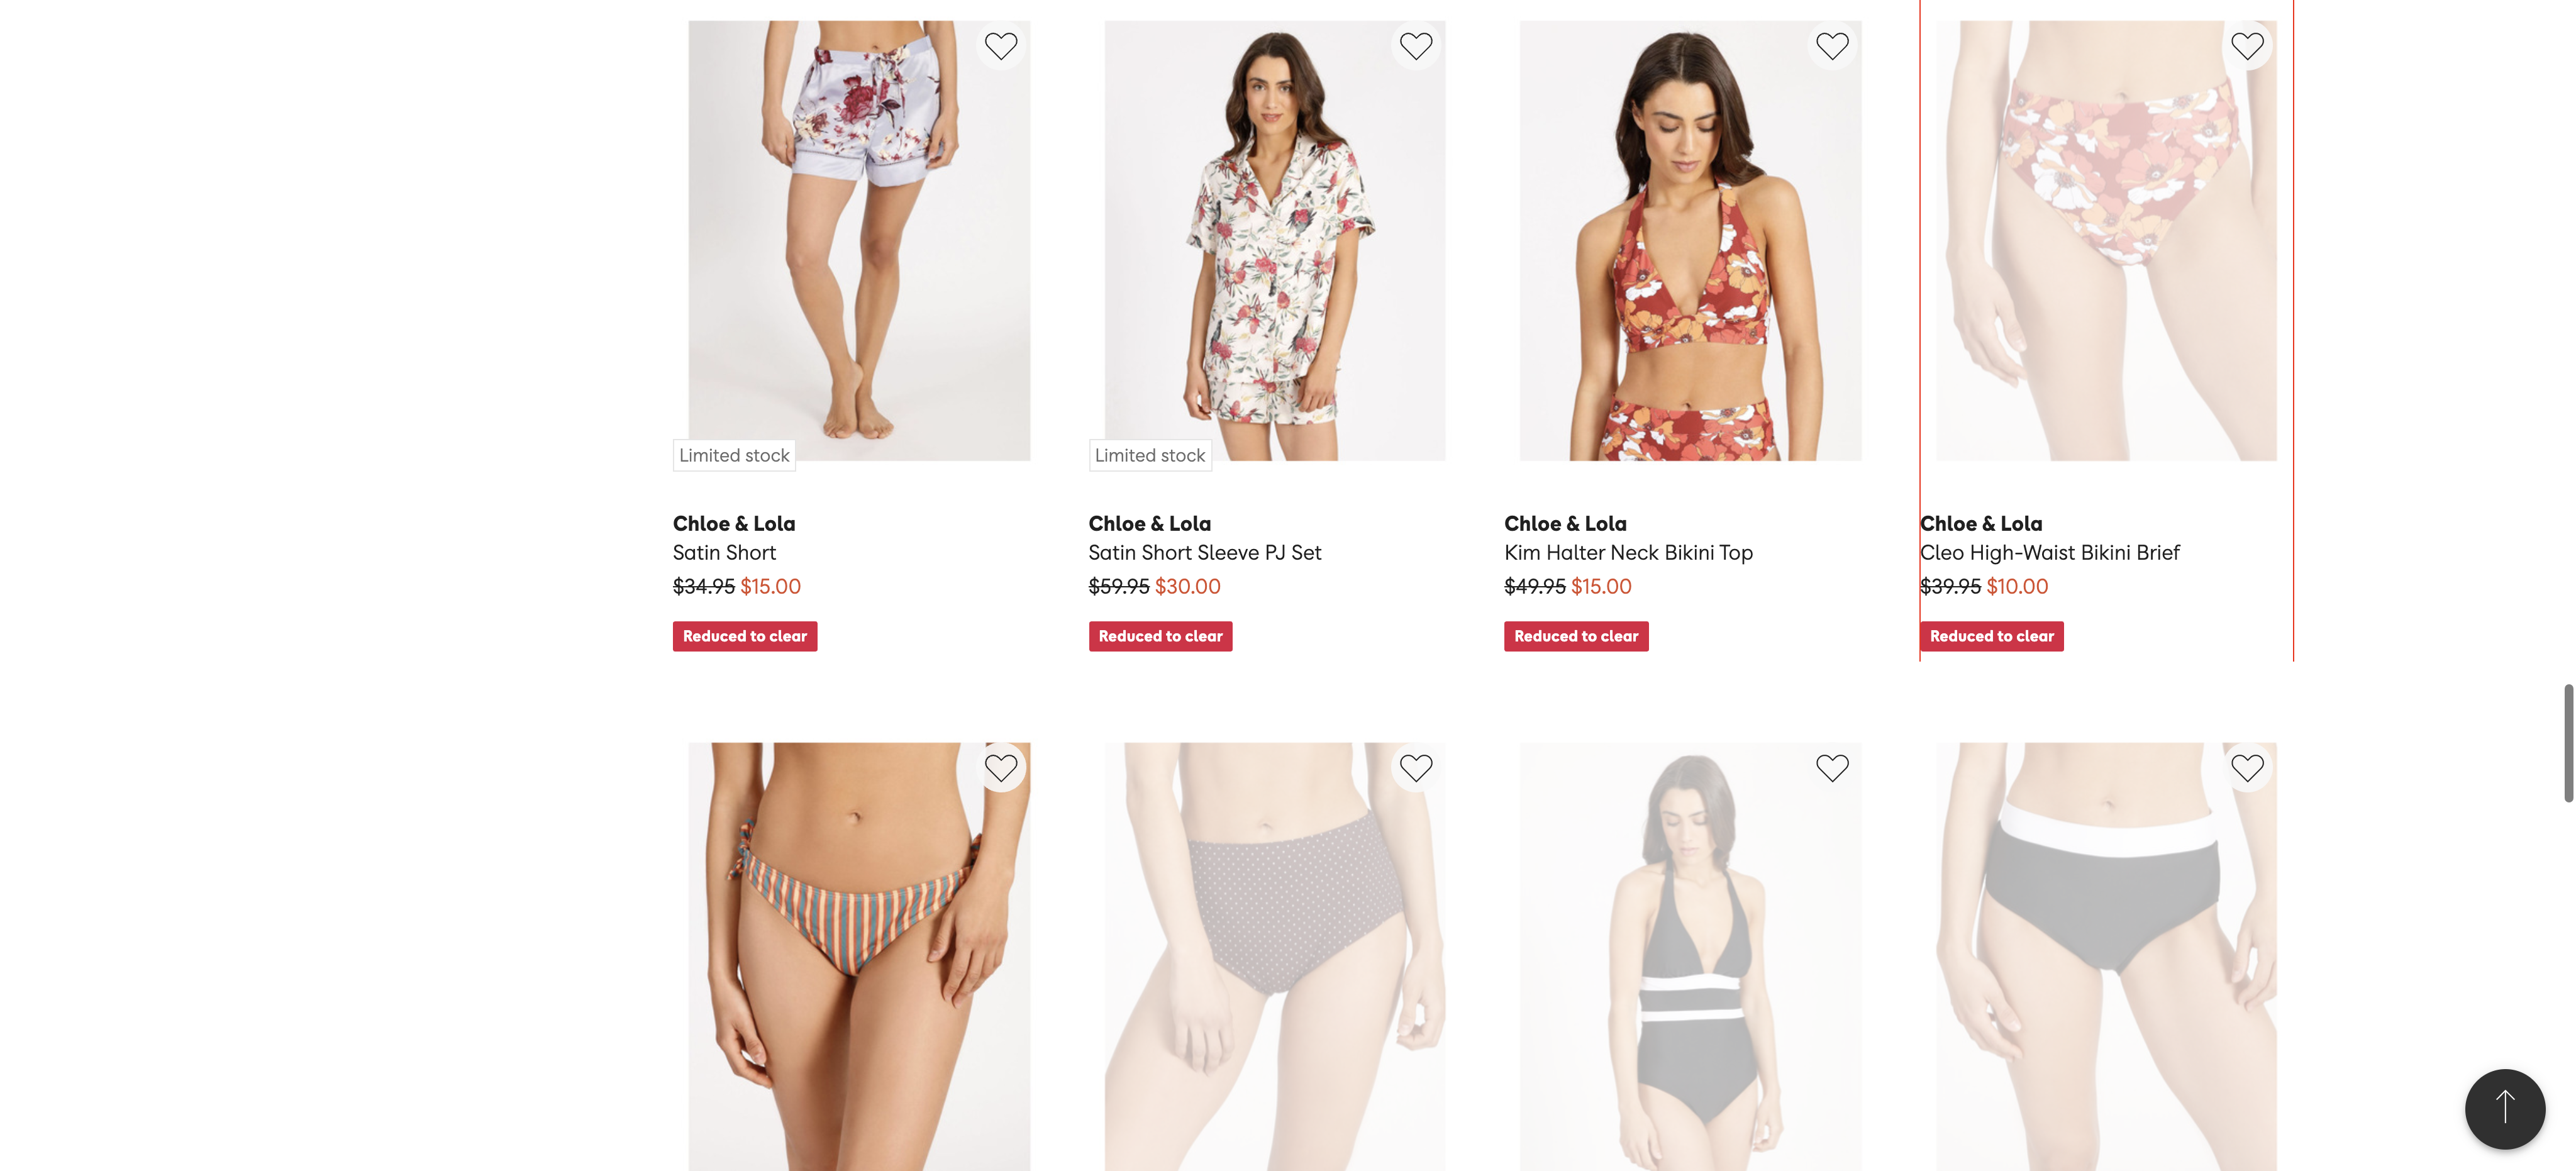 Limited stock
Limited stock
Chloe & Lola
Satin Short
$34.95 $15.00
Reduced to clear
Chloe & Lola
Satin Short Sleeve PJ Set
$59.95 $30.00
Reduced to clear
Chloe & Lola
Kim Halter Neck Bikini Top
$49.95 $15.00
Reduced to clear
Chloe & Lola
Cleo High-Waist Bikini Brief
$39.95 $10.00
Reduced to clear